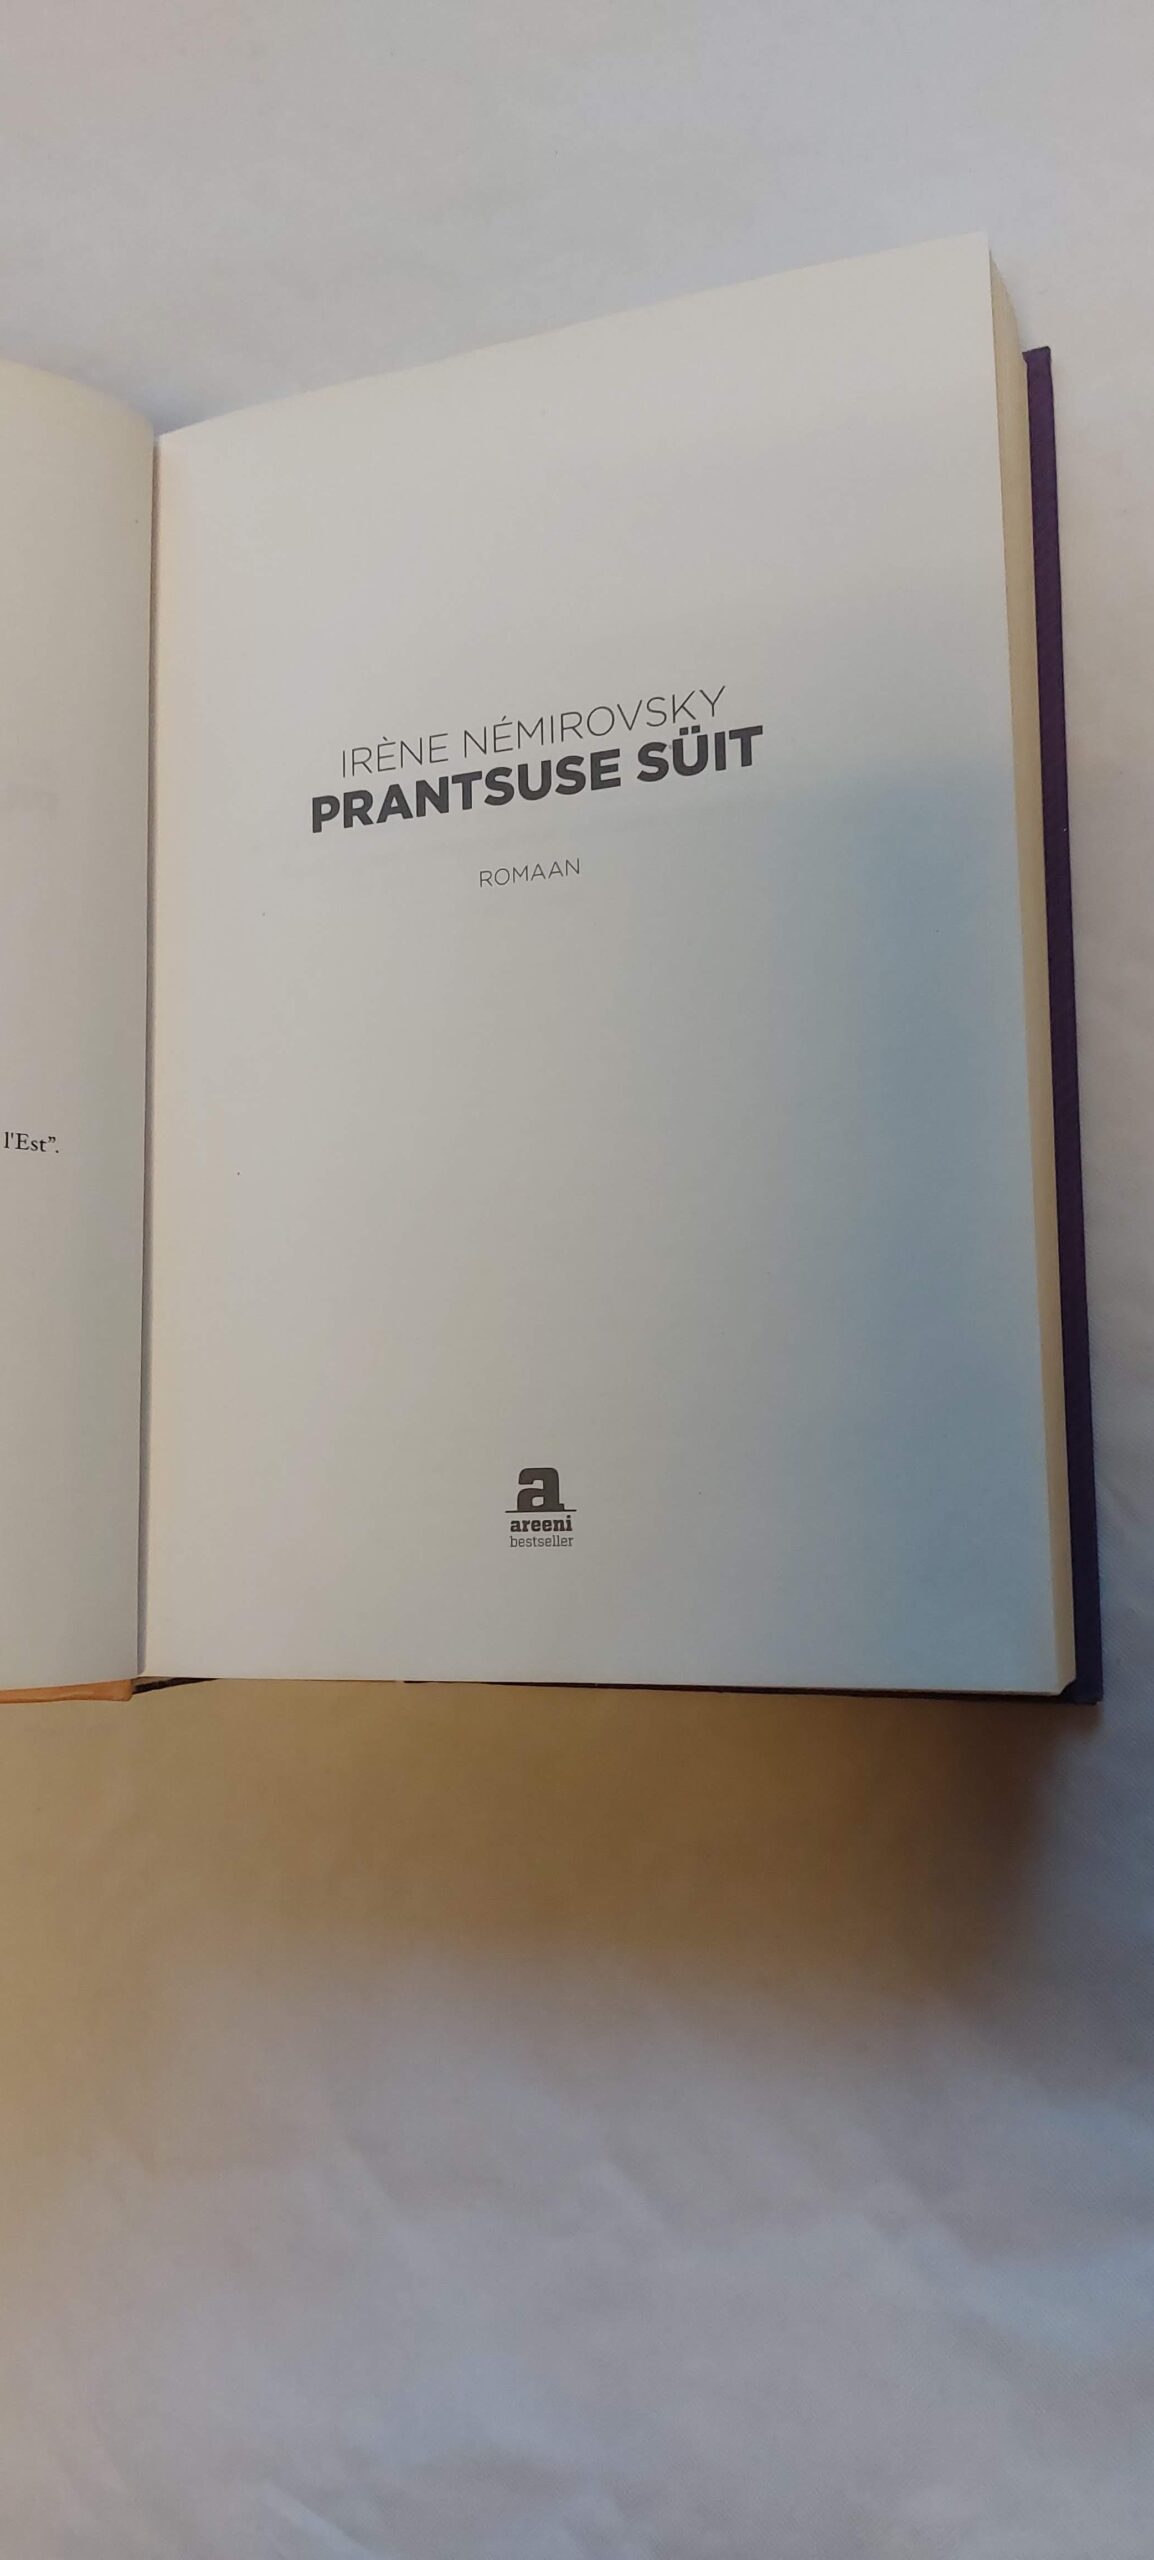 l'Est”.
IRÈNE NÉMIROVSKY
PRANTSUSE SÜIT
ROMAAN
a
areeni
bestseller